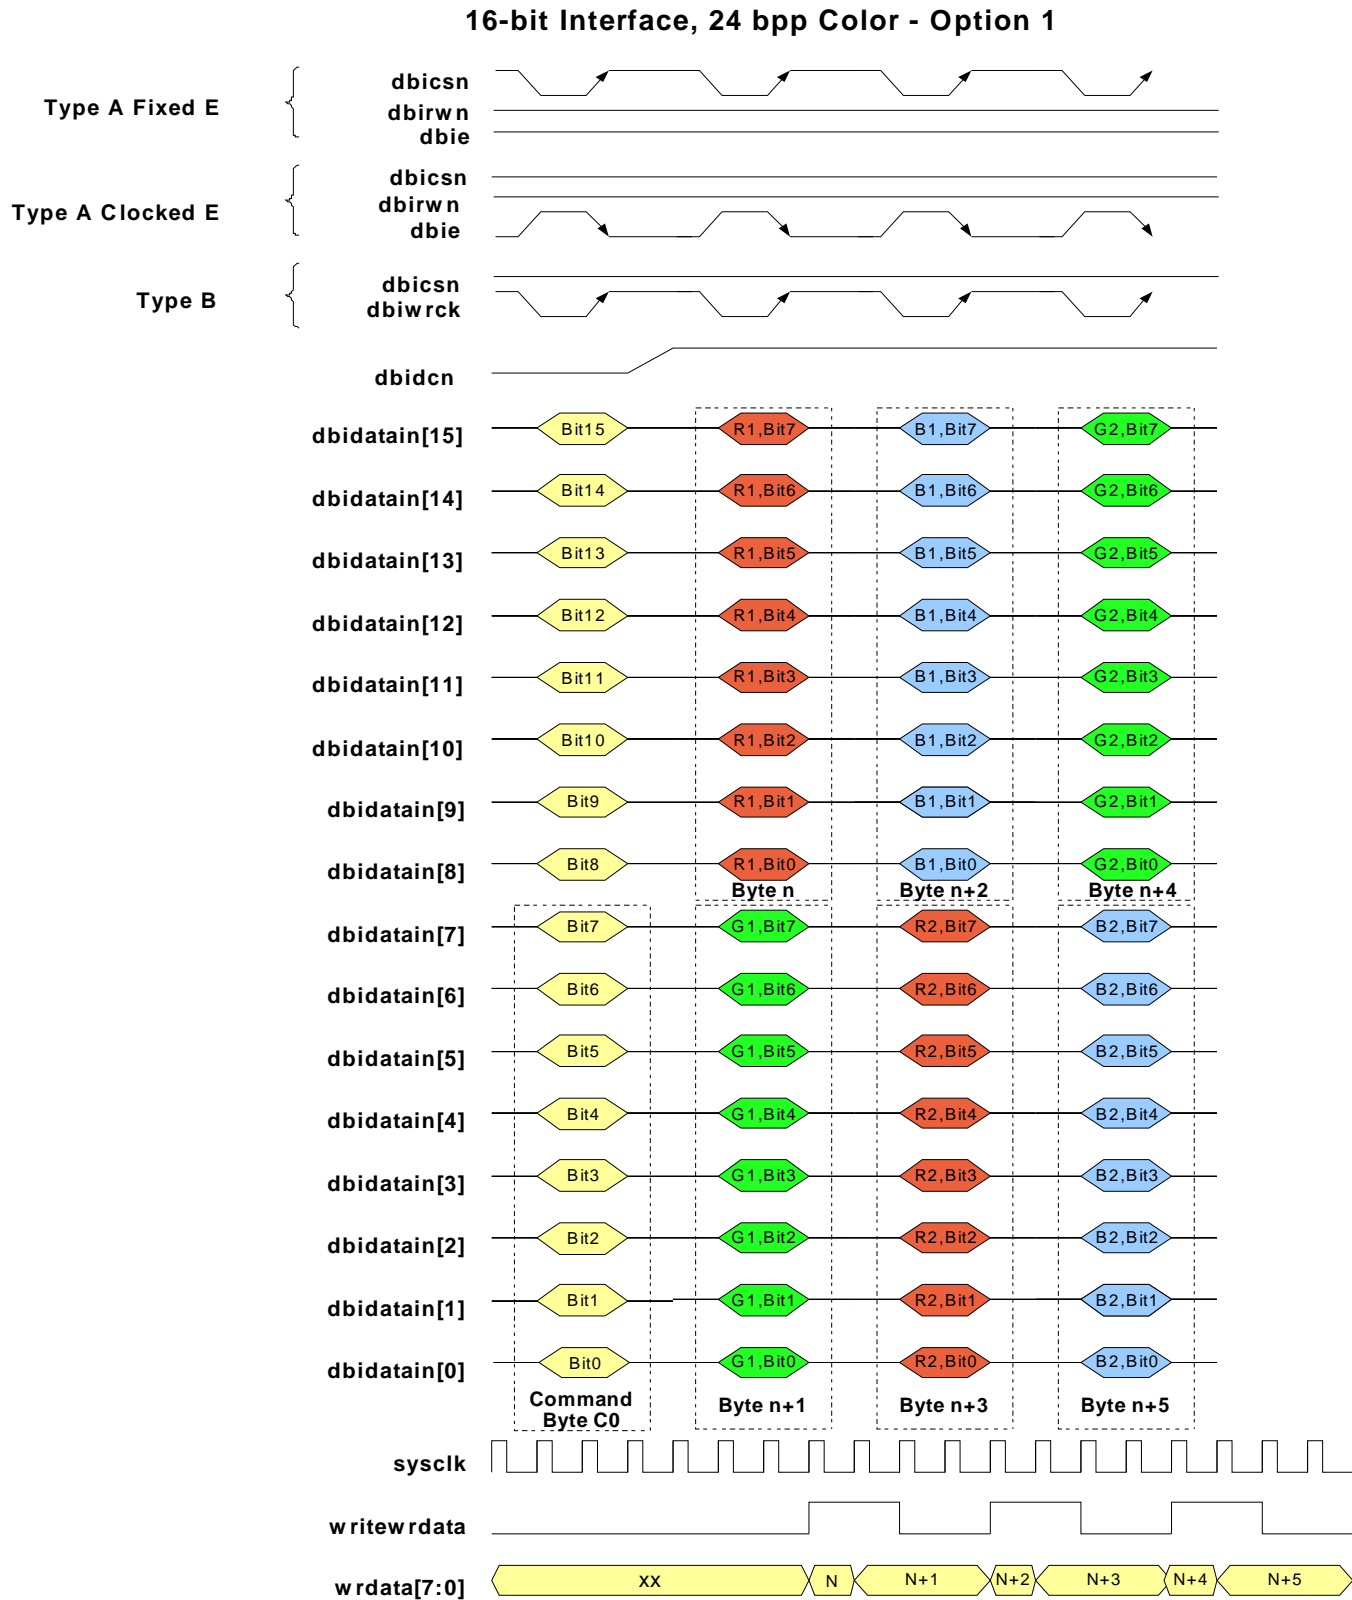 16-bit Interface, 24 bpp Color - Option 1
Type A Fixed E
dbicsn
dbirwn
dbie
Type A Clocked E
dbicsn
dbirwn
dbie
Type B
dbicsn
dbiwrck
dbidcn
dbidatain[15] Bit15 R1,Bit7 B1,Bit7 G2,Bit7
dbidatain[14] Bit14 R1,Bit6 B1,Bit6 G2,Bit6
dbidatain[13] Bit13 R1,Bit5 B1,Bit5 G2,Bit5
dbidatain[12] Bit12 R1,Bit4 B1,Bit4 G2,Bit4
dbidatain[11] Bit11 R1,Bit3 B1,Bit3 G2,Bit3
dbidatain[10] Bit10 R1,Bit2 B1,Bit2 G2,Bit2
dbidatain[9] Bit9 R1,Bit1 B1,Bit1 G2,Bit1
dbidatain[8] Bit8 R1,Bit0 B1,Bit0 G2,Bit0
Byte n Byte n+2 Byte n+4
dbidatain[7] Bit7 G1,Bit7 R2,Bit7 B2,Bit7
dbidatain[6] Bit6 G1,Bit6 R2,Bit6 B2,Bit6
dbidatain[5] Bit5 G1,Bit5 R2,Bit5 B2,Bit5
dbidatain[4] Bit4 G1,Bit4 R2,Bit4 B2,Bit4
dbidatain[3] Bit3 G1,Bit3 R2,Bit3 B2,Bit3
dbidatain[2] Bit2 G1,Bit2 R2,Bit2 B2,Bit2
dbidatain[1] Bit1 G1,Bit1 R2,Bit1 B2,Bit1
dbidatain[0] Bit0 G1,Bit0 R2,Bit0 B2,Bit0
Command
Byte C0
Byte n+1 Byte n+3 Byte n+5
sysclk
writewrdata
wrdata[7:0] XX N N+1 N+2 N+3 N+4 N+5